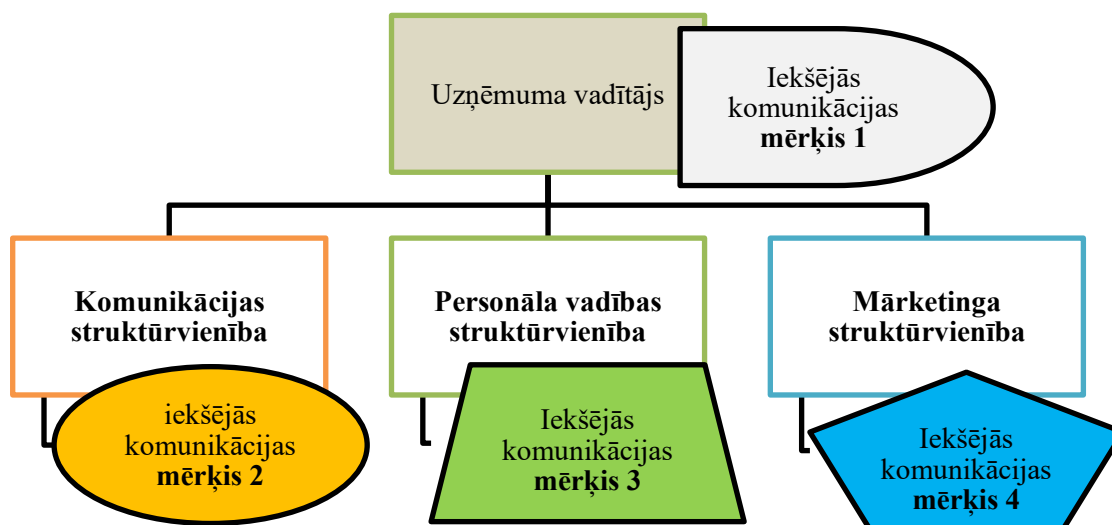 Uzņēmuma vadītājs
Iekšējās
komunikācijas
mērķis 1
Komunikācijas
struktūrvienība
Personāla vadības
struktūrvienība
Mārketinga
struktūrvienība
iekšējās
komunikācijas
mērķis 2
Iekšējās
komunikācijas
mērķis 3
Iekšējās
komunikācijas
mērķis 4